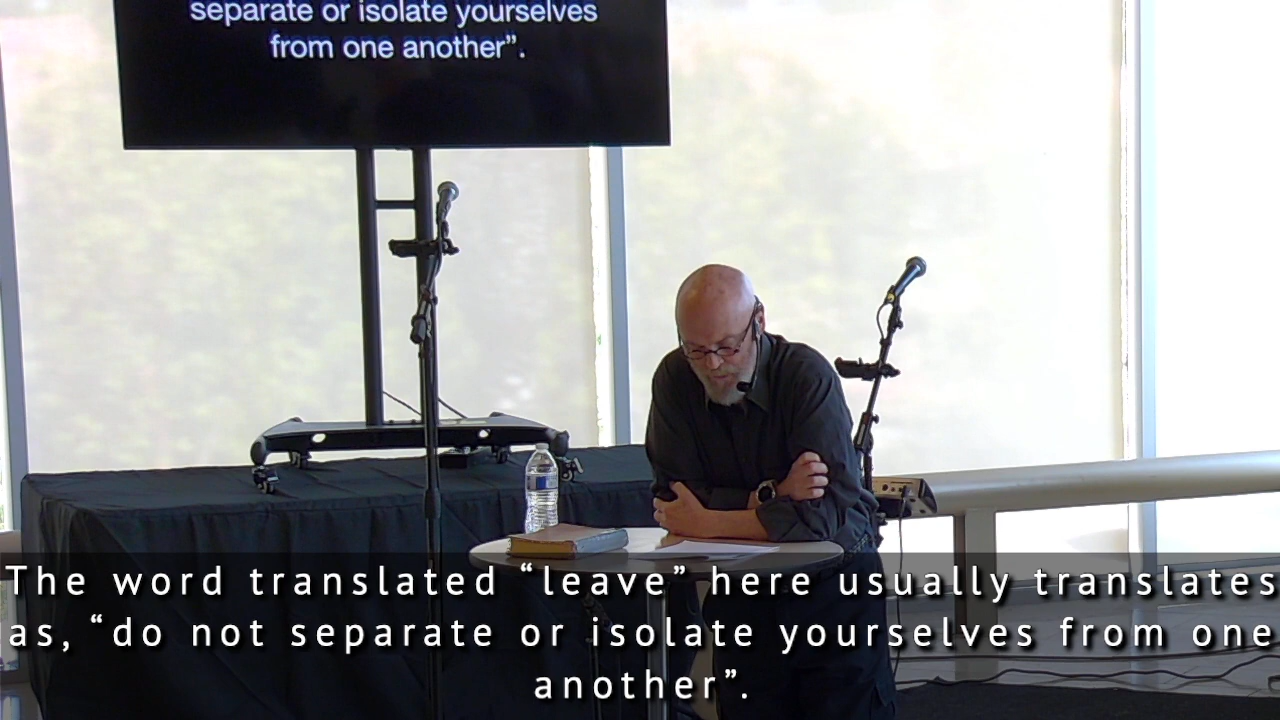 separate or isolate yourselves
from one another”.
The word translated “leave” here usually translates
as, “do not separate or isolate yourselves from one
another”.